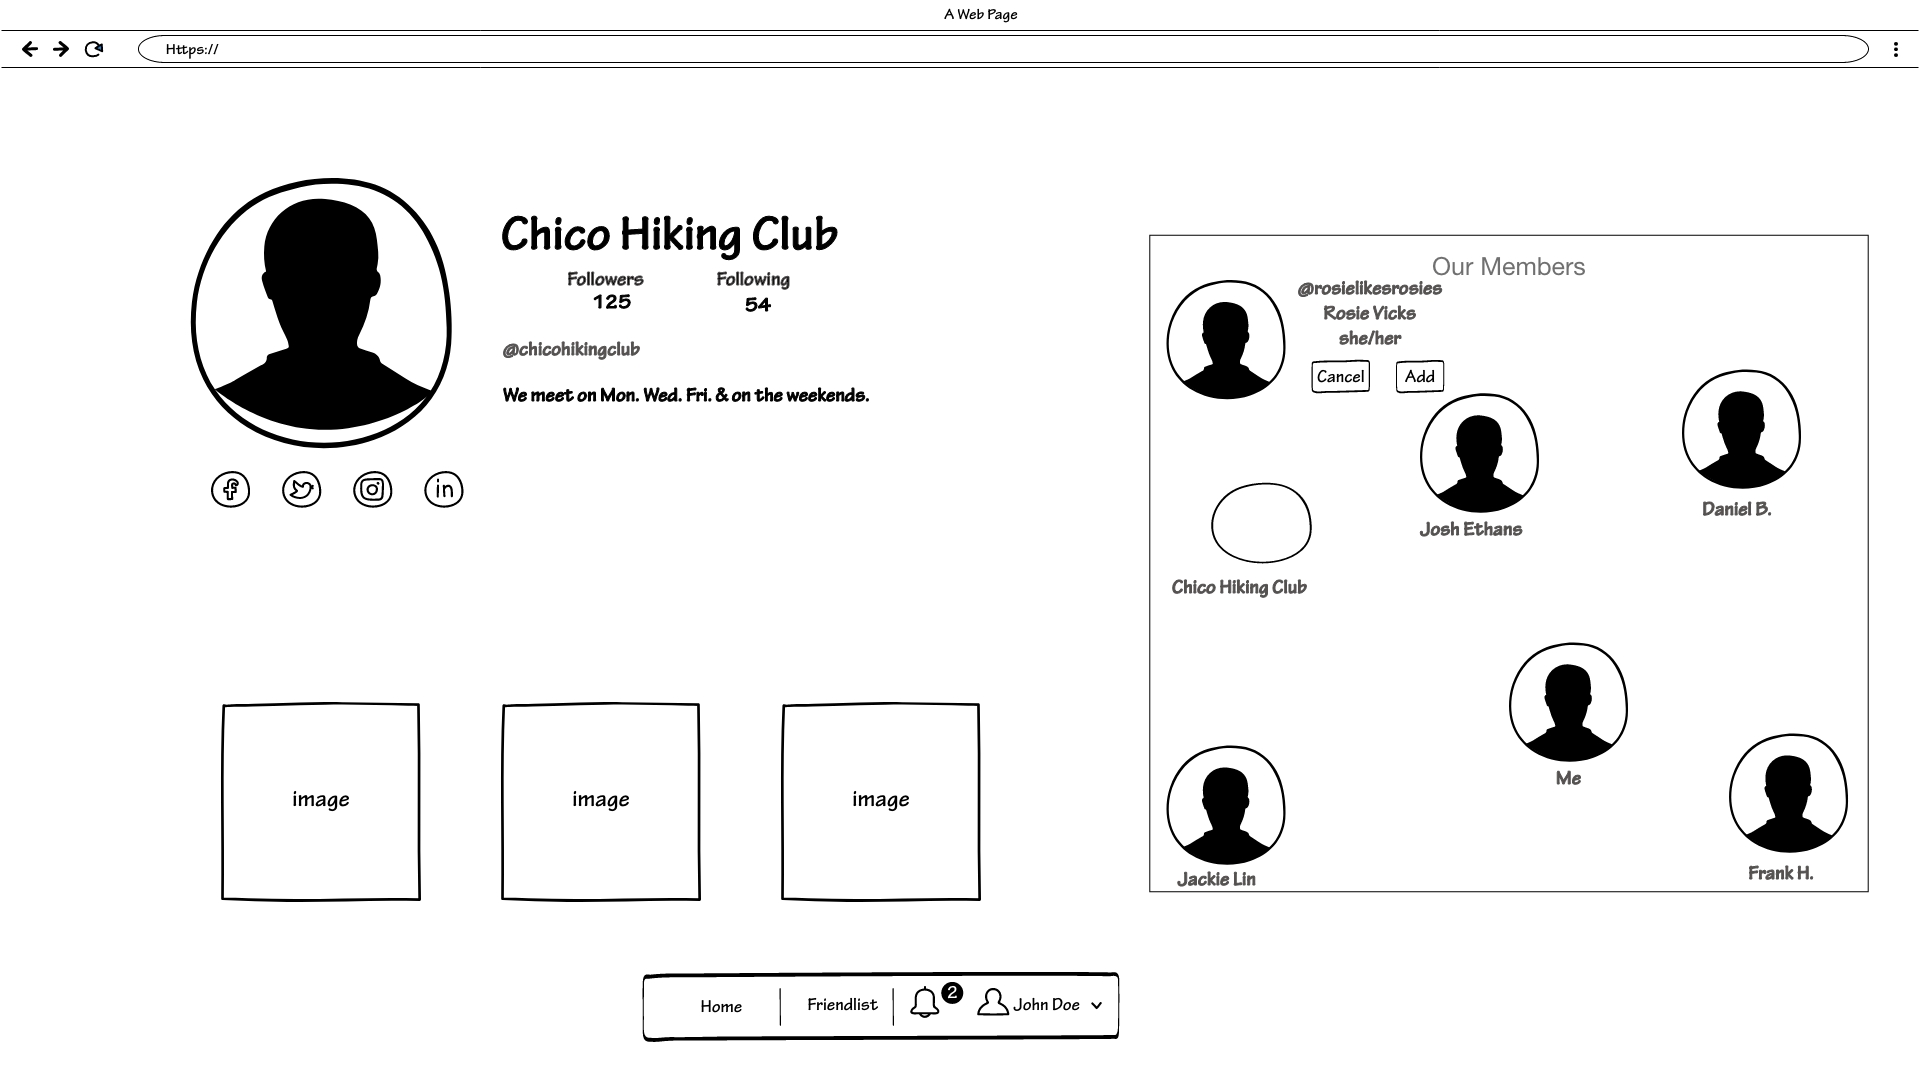 A Web Page
Https://
Chico Hiking Club
Followers
Following
125
54
@chicohikingclub
We meet on Mon. Wed. Fri. & on the weekends.
in
Our Members
@rosielikesrosies
Rosie Vicks
she/her
Cancel
Add
Daniel B.
Josh Ethans
Chico Hiking Club
Me
Frank H.
Jackie Lin
image
image
image
Home
Friendlist
2
John Doe